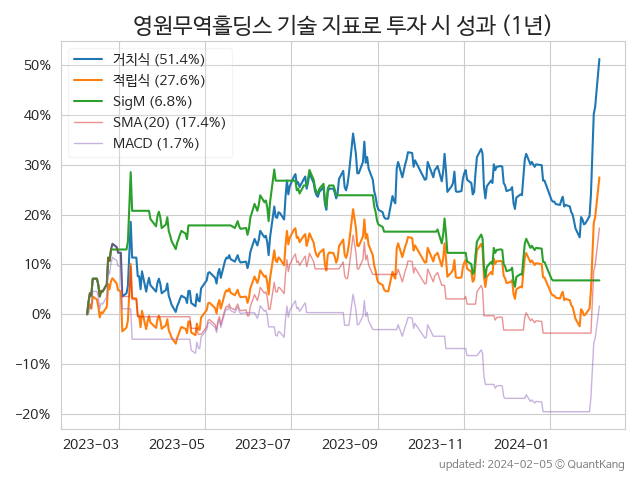 영원무역홀딩스 기술 지표로 투자 시 성과 (1년)
거치식 (51.4%)
적립식 (27.6%)
SigM (6.8%)
SMA(20) (17.4%)
MACD (1.7%)
50%
40%
30%
20%
10%
0%
−10%
−20%
2023-03 2023-05 2023-07 2023-09 2023-11 2024-01
updated: 2024-02-05 © QuantKang